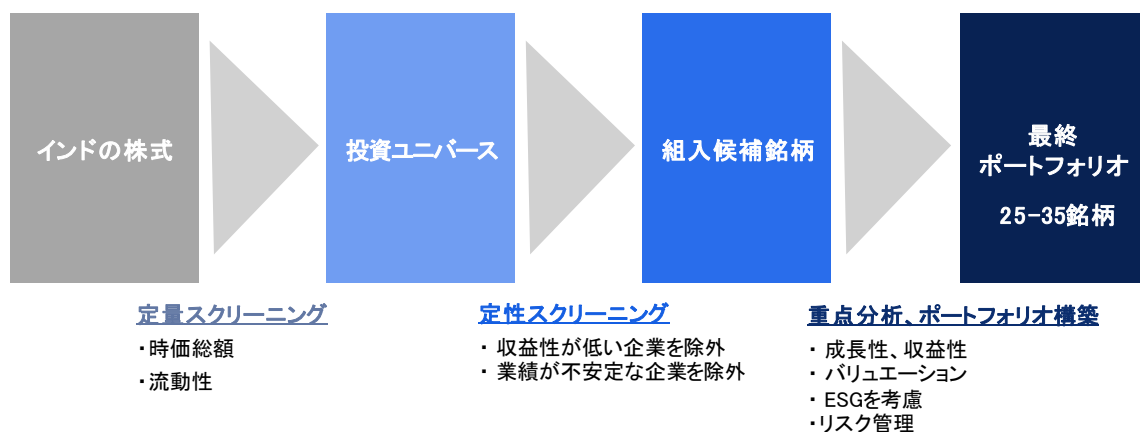 インドの株式
投資ユニバース
組入候補銘柄
最終
ポートフォリオ
25-35銘柄
定量スクリーニング
・時価総額
・流動性
定性スクリーニング
・ 収益性が低い企業を除外
・ 業績が不安定な企業を除外
重点分析、ポートフォリオ構築
・ 成長性、収益性
・ バリュエーション
・ ESGを考慮
・リスク管理